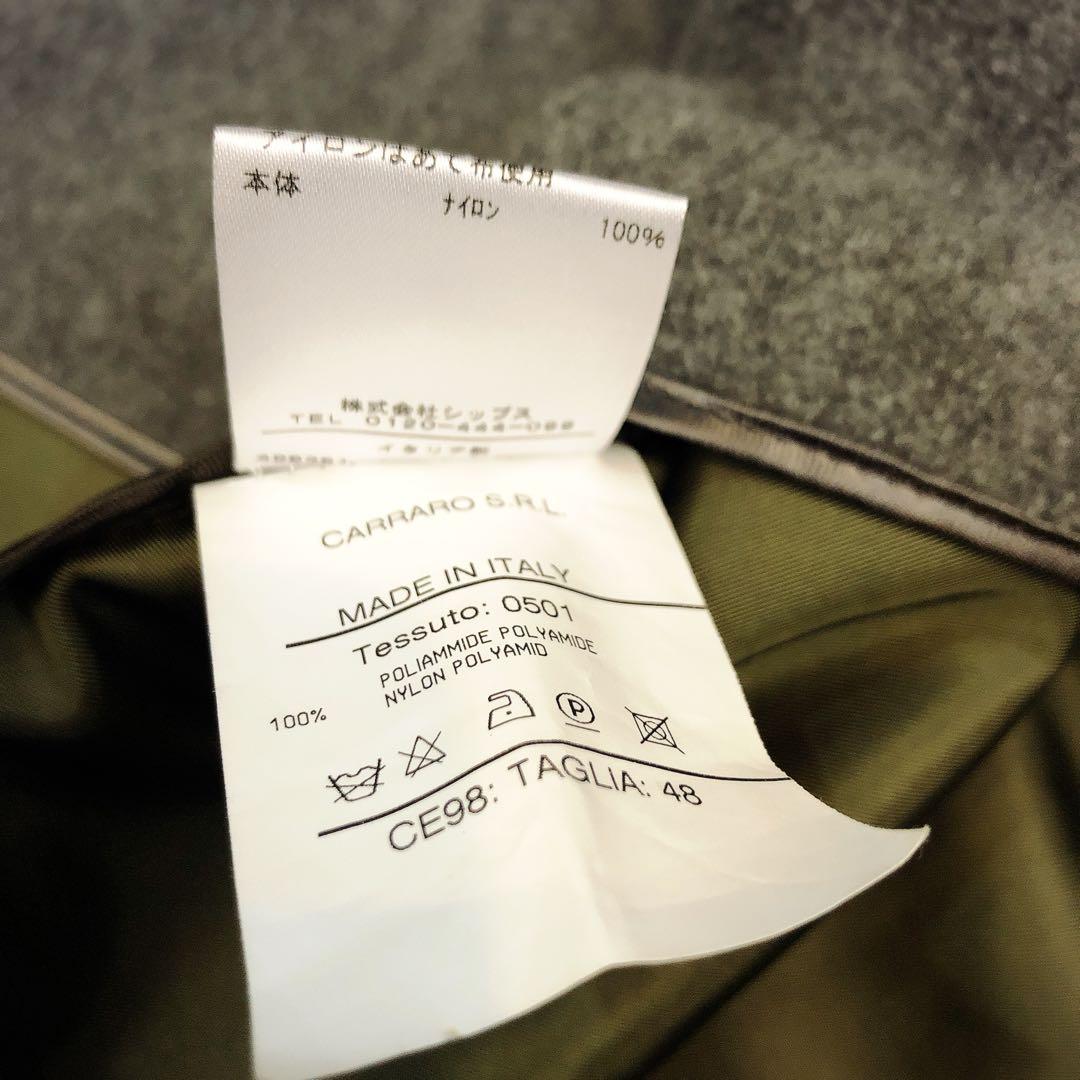 アイロンはあて布使用
本体 ナイロン 100%
株式会社シップス
TEL 0120-444-099
イタリア製
CARRARO S.R.L.
MADE IN ITALY
Tessuto: 0501
POLIAMMIDE POLYAMIDE
NYLON POLYAMID
100%
P
CE98: TAGLIA: 48